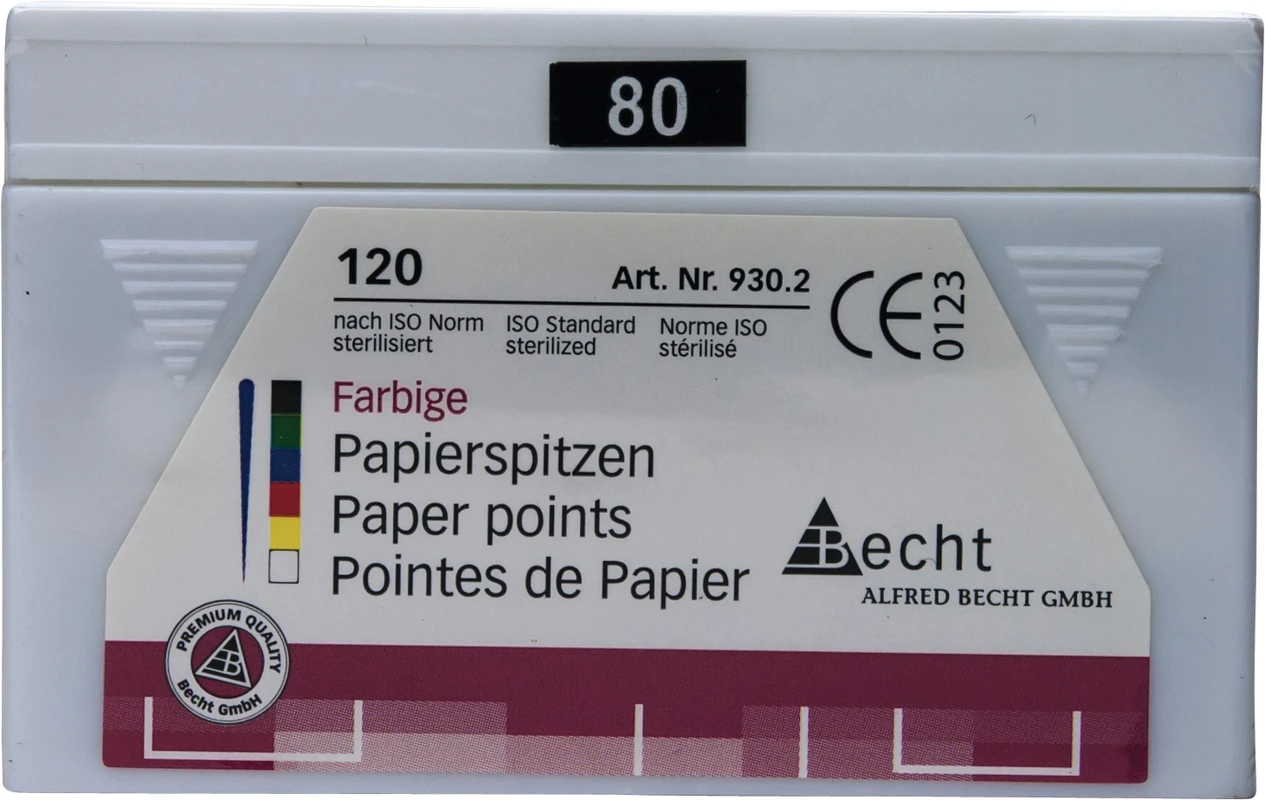 80
120
Art. Nr. 930.2
CE 0123
nach ISO Norm
sterilisiert
ISO Standard
sterilized
Norme ISO
stérilisé
Farbige
Papierspitzen
Paper points
Pointes de Papier
Becht
ALFRED BECHT GMBH
PREMIUM QUALITY
B
Becht GmbH